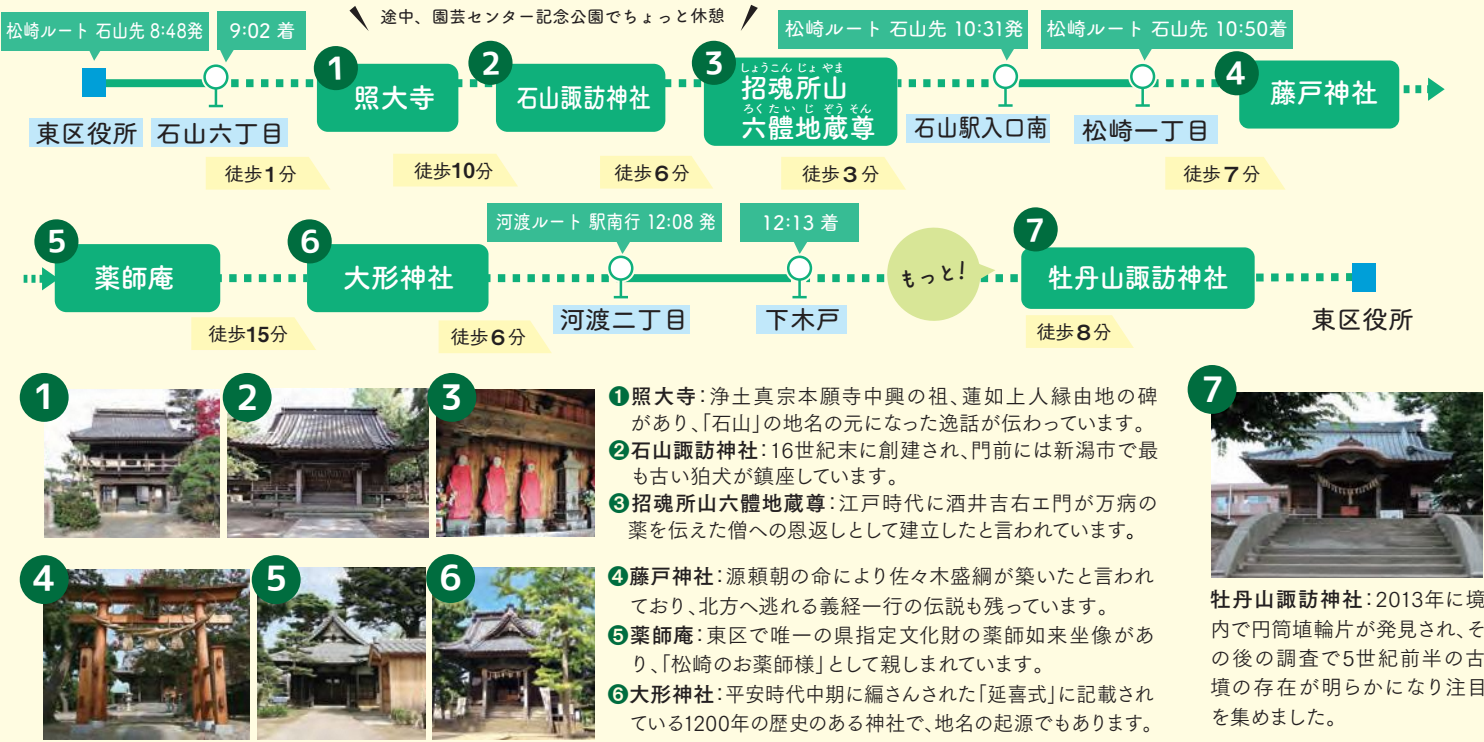 途中、園芸センター記念公園でちょっと休憩
松崎ルート 石山先 8:48発
9:02 着
松崎ルート 石山先 10:31発
松崎ルート 石山先 10:50着
1
照大寺
2
石山諏訪神社
3
しょうこんじょやま
招魂所山
ろくたいじぞうそん
六體地蔵尊
4
藤戸神社
東区役所
石山六丁目
石山駅入口南
松崎一丁目
徒歩1分
徒歩10分
徒歩6分
徒歩3分
徒歩7分
河渡ルート 駅南行 12:08 発
12:13 着
5
薬師庵
6
大形神社
もっと!
7
牡丹山諏訪神社
河渡二丁目
下木戸
東区役所
徒歩15分
徒歩6分
徒歩8分
1
2
3
4
5
6
❶照大寺:浄土真宗本願寺中興の祖、蓮如上人縁由地の碑
があり、「石山」の地名の元になった逸話が伝わっています。
❷石山諏訪神社:16世紀末に創建され、門前には新潟市で最
も古い狛犬が鎮座しています。
❸招魂所山六體地蔵尊:江戸時代に酒井吉右エ門が万病の
薬を伝えた僧への恩返しとして建立したと言われています。
❹藤戸神社:源頼朝の命により佐々木盛綱が築いたと言われ
ており、北方へ逃れる義経一行の伝説も残っています。
❺薬師庵:東区で唯一の県指定文化財の薬師如来坐像があ
り、「松崎のお薬師様」として親しまれています。
❻大形神社:平安時代中期に編さんされた「延喜式」に記載され
ている1200年の歴史のある神社で、地名の起源でもあります。
7
牡丹山諏訪神社:2013年に境
内で円筒埴輪片が発見され、そ
の後の調査で5世紀前半の古
墳の存在が明らかになり注目
を集めました。